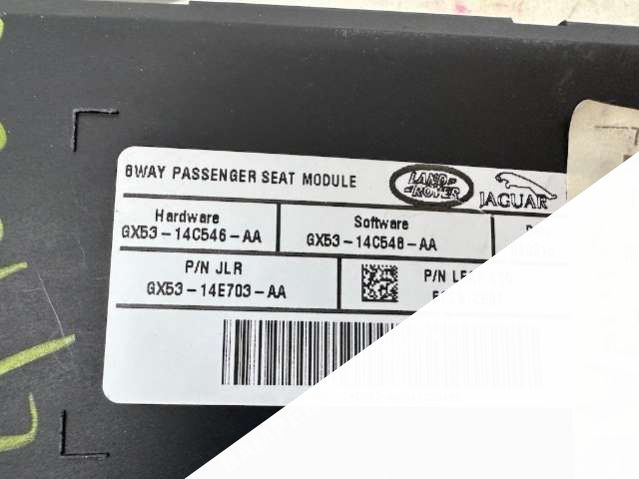 8WAY PASSENGER SEAT MODULE
LAND-ROVER
JAGUAR
Hardware
GX53-14C546-AA
Software
GX53-14C548-AA
P/N JLR
GX53-14E703-AA
P/N